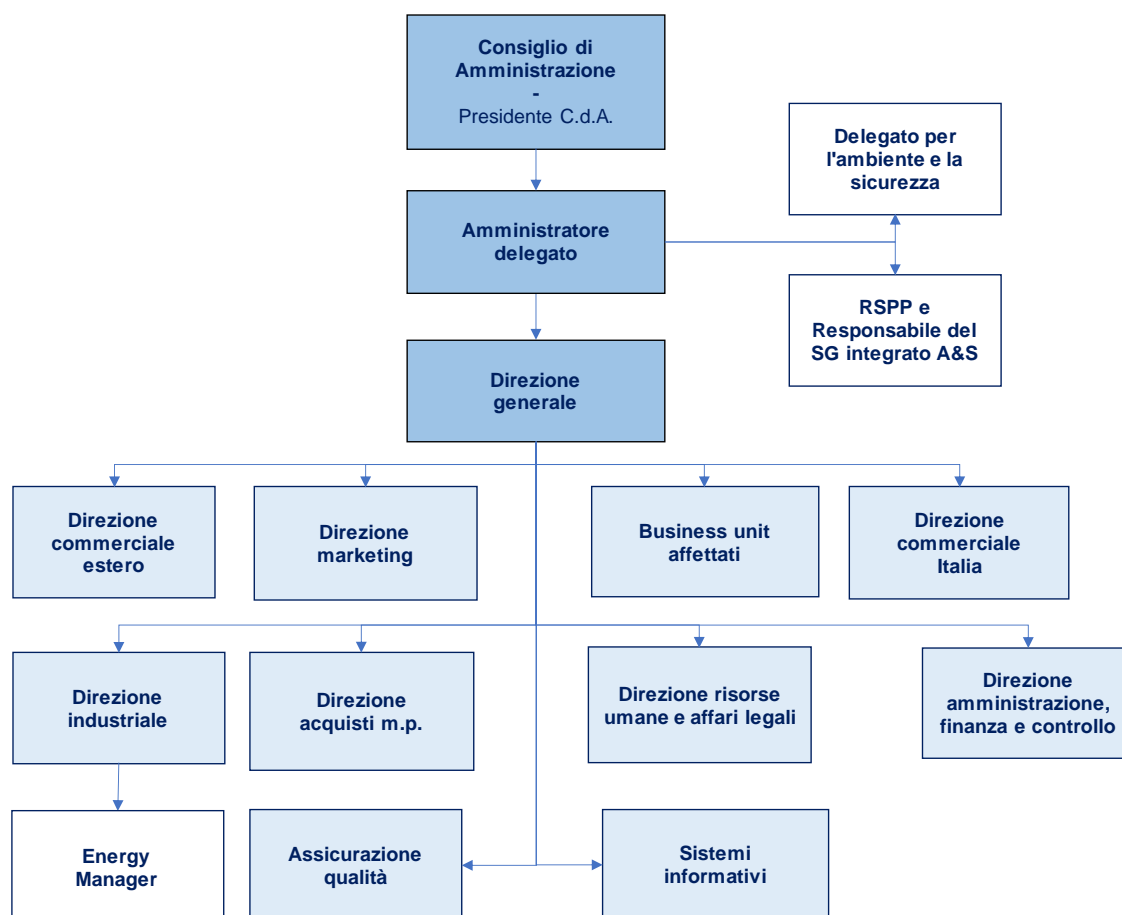 Consiglio di
Amministrazione
-
Presidente C.d.A.
Delegato per
l'ambiente e la
sicurezza
Amministratore
delegato
RSPP e
Responsabile del
SG integrato A&S
Direzione
generale
Direzione
commerciale
estero
Direzione
marketing
Business unit
affettati
Direzione
commerciale
Italia
Direzione
industriale
Direzione
acquisti m.p.
Direzione risorse
umane e affari legali
Direzione
amministrazione,
finanza e controllo
Energy
Manager
Assicurazione
qualità
Sistemi
informativi